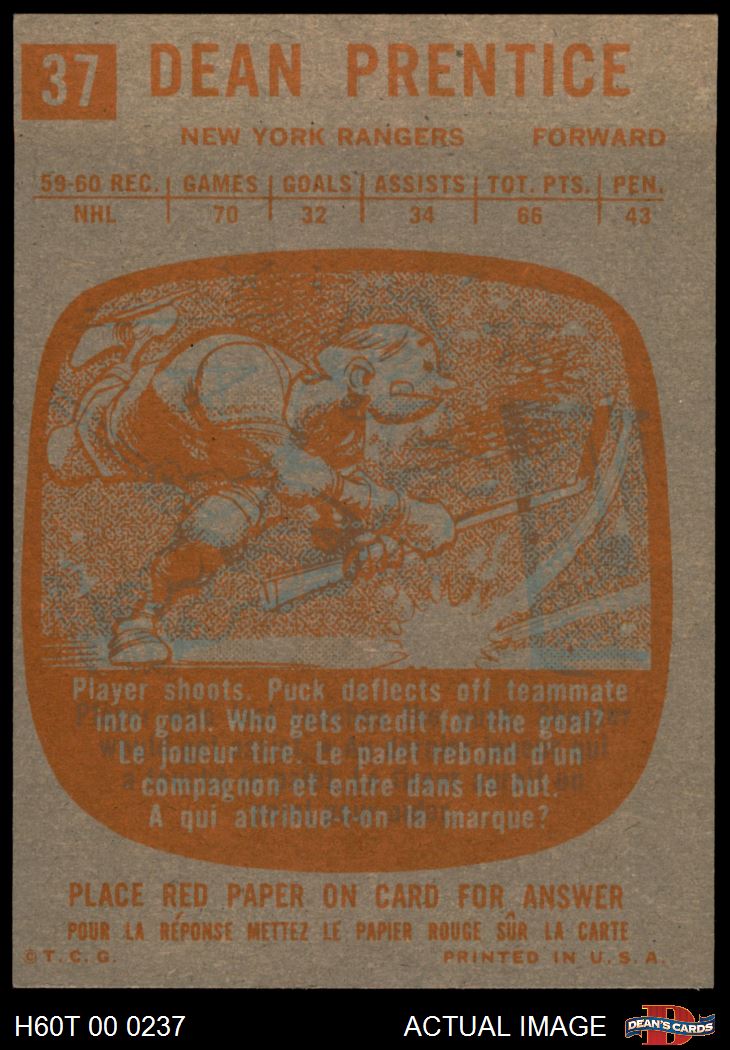 37 DEAN PRENTICE
NEW YORK RANGERS FORWARD
59-60 REC. GAMES GOALS ASSISTS TOT. PTS. PEN.
NHL 70 32 34 66 43
Player shoots. Puck deflects off teammate
into goal. Who gets credit for the goal?
Le joueur tire. Le palet rebond d'un
compagnon et entre dans le but.
A qui attribue-t-on la marque?
PLACE RED PAPER ON CARD FOR ANSWER
POUR LA RÉPONSE METTEZ LE PAPIER ROUGE SÛR LA CARTE
© T. C. G. PRINTED IN U. S. A.
H60T 00 0237 ACTUAL IMAGE D DEAN'S CARDS